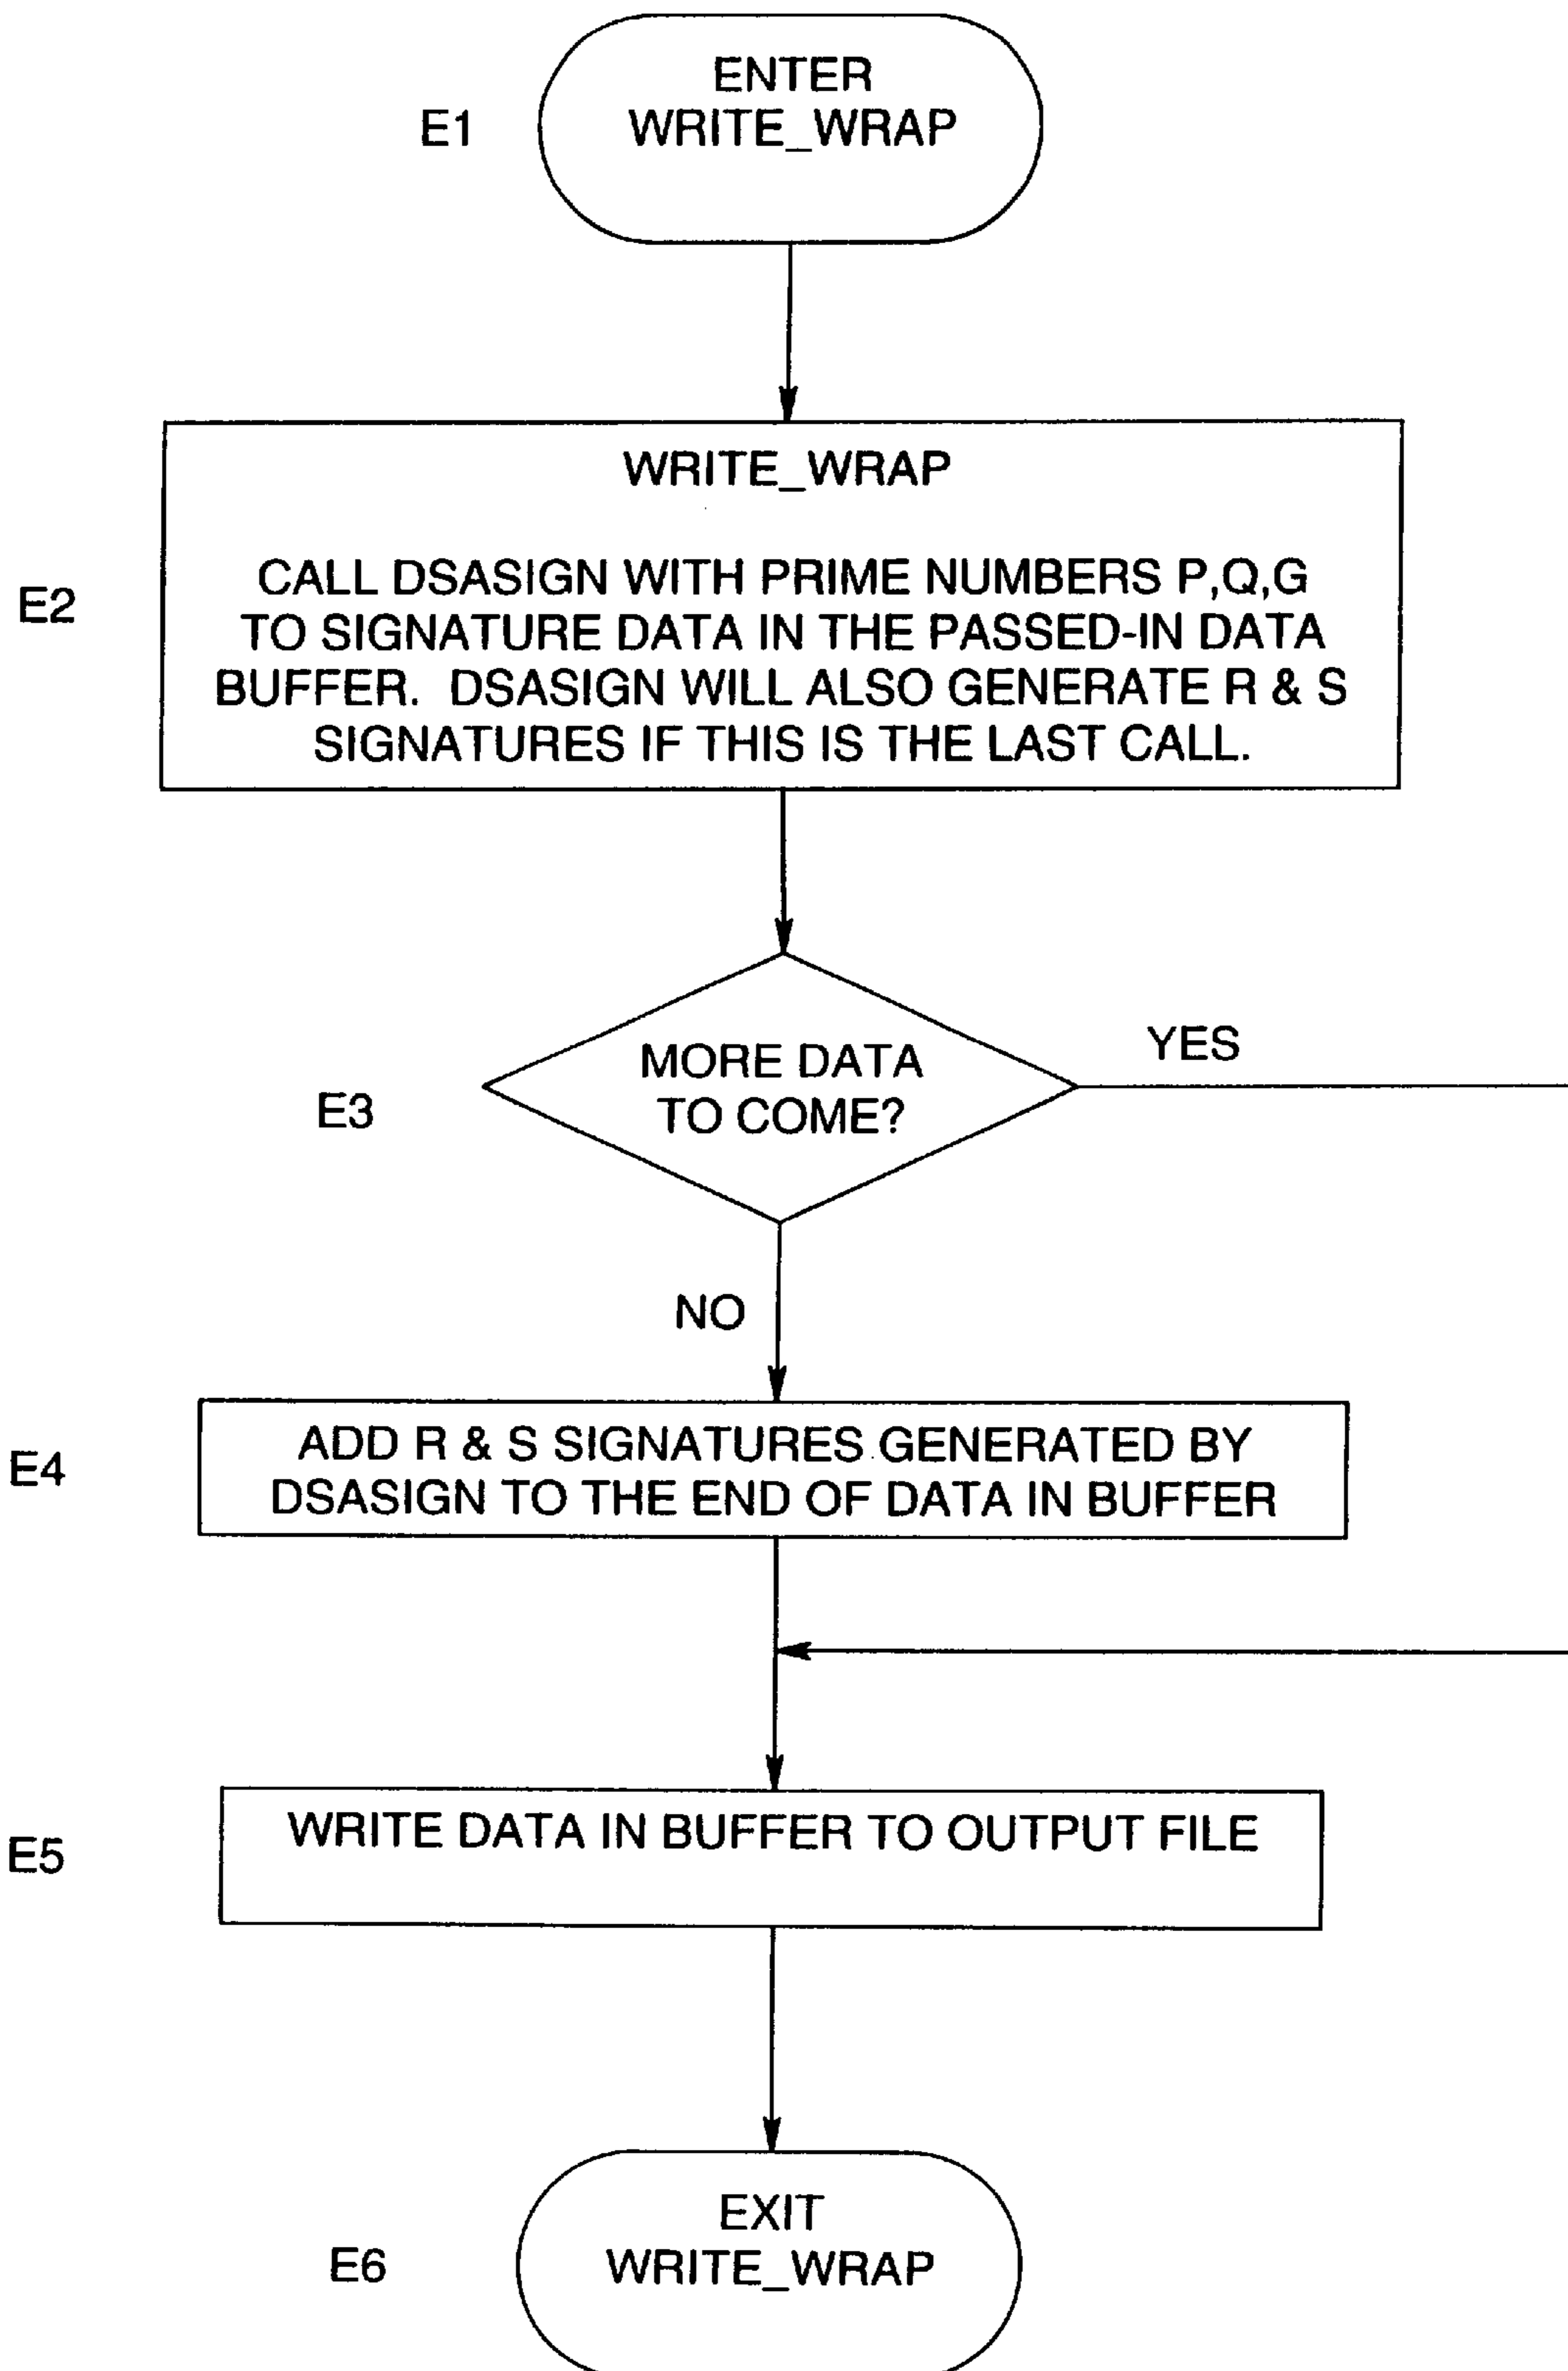 ENTER
WRITE_WRAP
E1
WRITE_WRAP
E2
CALL DSASIGN WITH PRIME NUMBERS P,Q,G
TO SIGNATURE DATA IN THE PASSED-IN DATA
BUFFER. DSASIGN WILL ALSO GENERATE R & S
SIGNATURES IF THIS IS THE LAST CALL.
E3
MORE DATA
TO COME?
YES
NO
E4
ADD R & S SIGNATURES GENERATED BY
DSASIGN TO THE END OF DATA IN BUFFER
E5
WRITE DATA IN BUFFER TO OUTPUT FILE
E6
EXIT
WRITE_WRAP